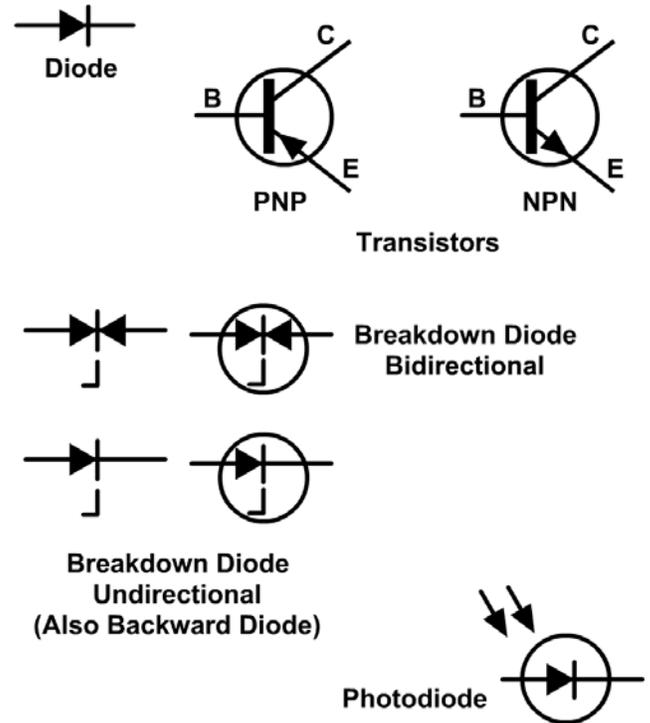 Diode
C
B
E
PNP
C
B
E
NPN
Transistors
Breakdown Diode
Bidirectional
Breakdown Diode
Undirectional
(Also Backward Diode)
Photodiode